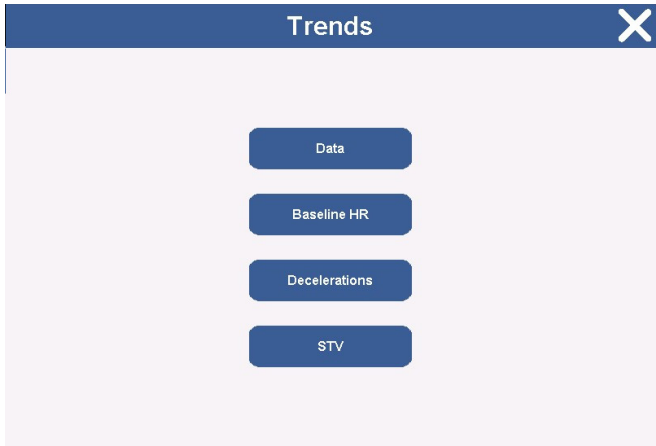 Trends
Data
Baseline HR
Decelerations
STV